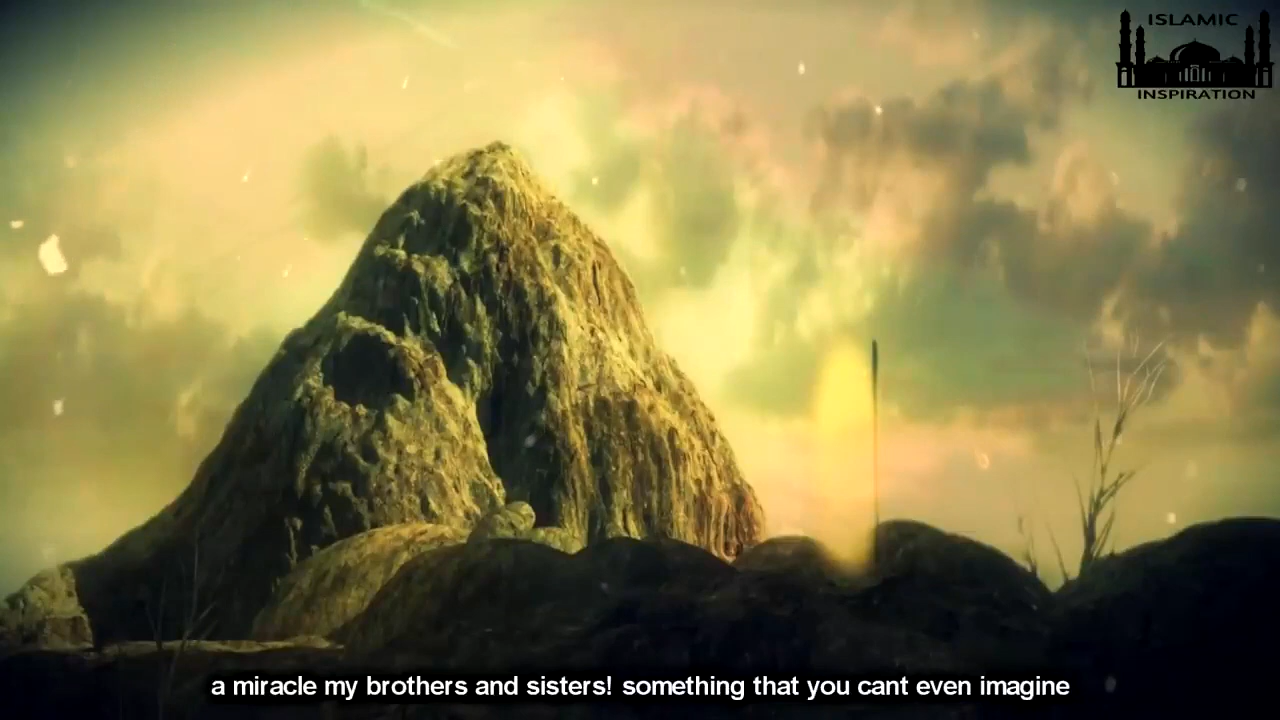 ISLAMIC
INSPIRATION
a miracle my brothers and sisters! something that you cant even imagine